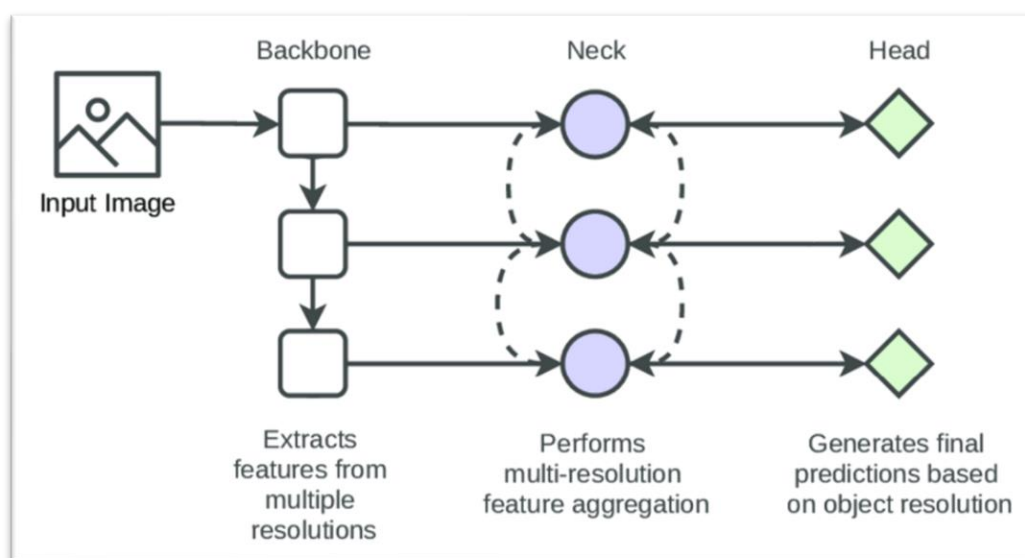 Backbone
Neck
Head
Input Image
Extracts
features from
multiple
resolutions
Performs
multi-resolution
feature aggregation
Generates final
predictions based
on object resolution